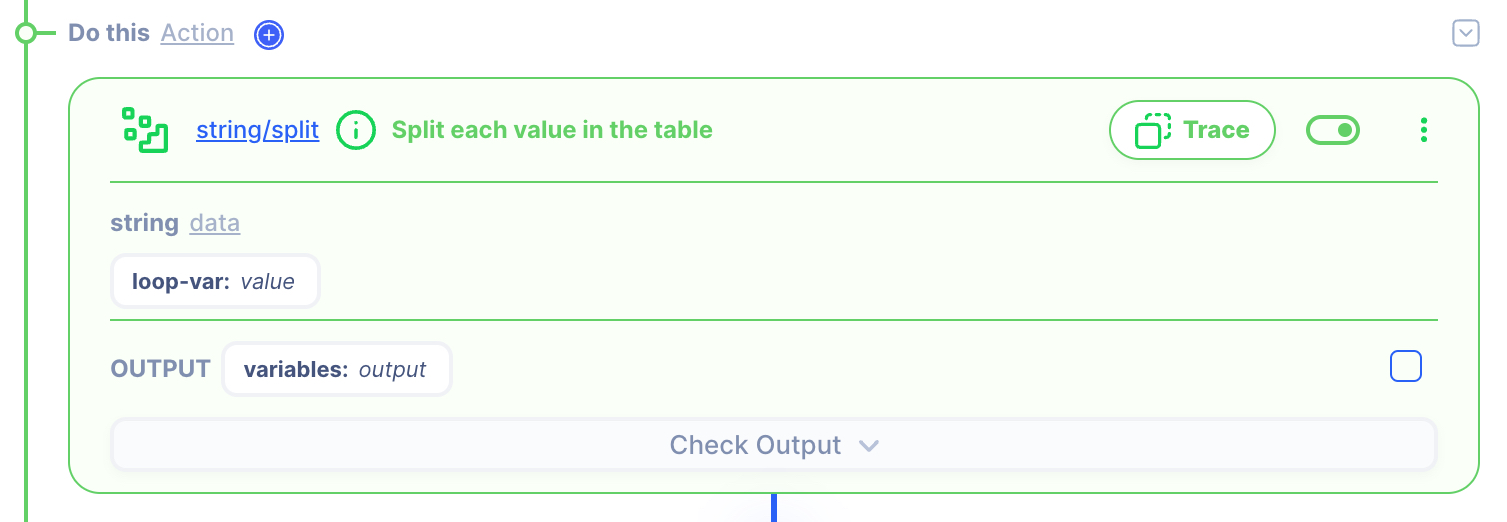 Do this Action
string/split Split each value in the table Trace
string data
loop-var: value
OUTPUT variables: output
Check Output